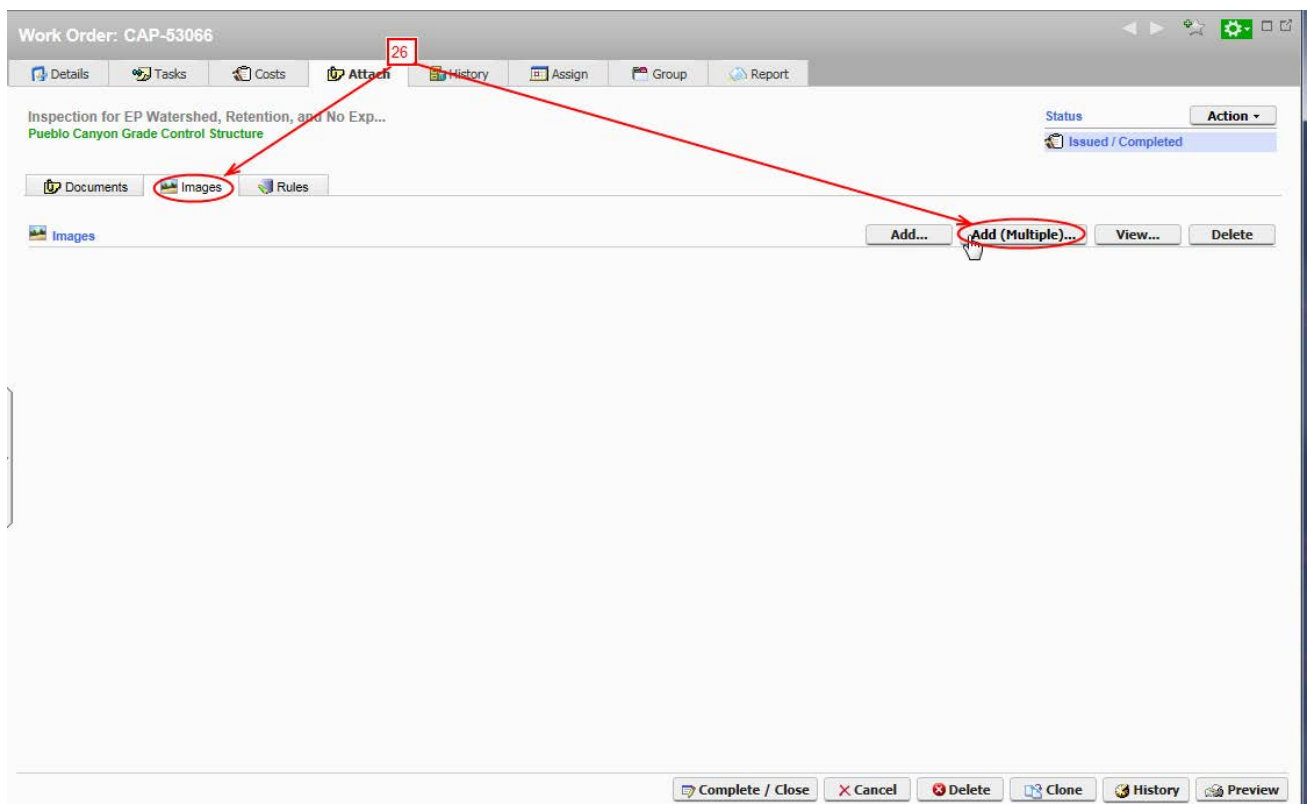 Work Order: CAP-53066
26
Details Tasks Costs Attach History Assign Group Report
Inspection for EP Watershed, Retention, and No Exp...
Pueblo Canyon Grade Control Structure
Status Action
Issued / Completed
Documents Images Rules
Images Add... Add (Multiple)... View... Delete
Complete / Close Cancel Delete Clone History Preview